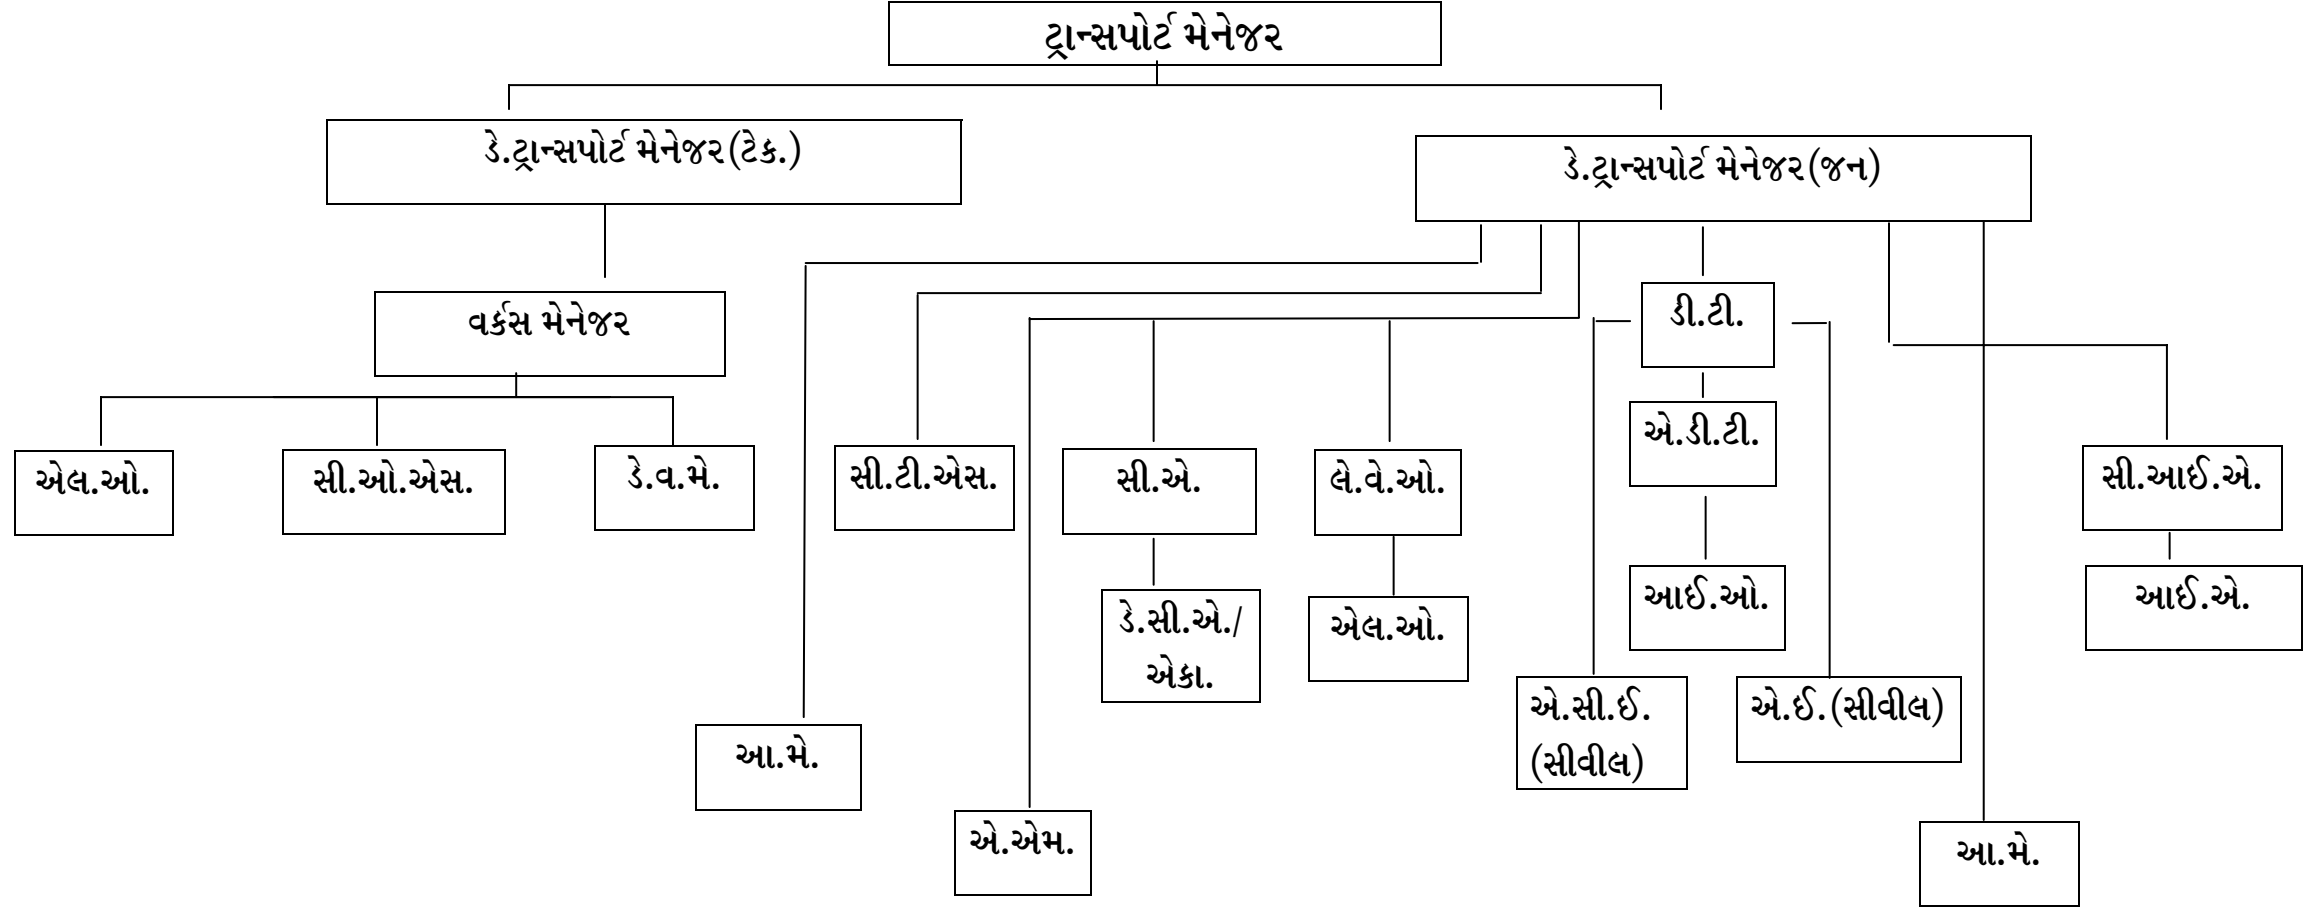 ટ્રાન્સપોર્ટ મેનેજર
ડે.ટ્રાન્સપોર્ટ મેનેજર(ટેક.)
ડે.ટ્રાન્સપોર્ટ મેનેજર(જન)
વર્કસ મેનેજર
ડી.ટી.
એ.ડી.ટી.
એલ.ઓ.
સી.ઓ.એસ.
ડે.વ.મે.
સી.ટી.એસ.
સી.એ.
લે.વે.ઓ.
સી.આઈ.એ.
ડે.સી.એ./
એકા.
એલ.ઓ.
આઈ.ઓ.
આઈ.એ.
એ.સી.ઈ.
(સીવીલ)
એ.ઈ.(સીવીલ)
આ.મે.
એ.એમ.
આ.મે.